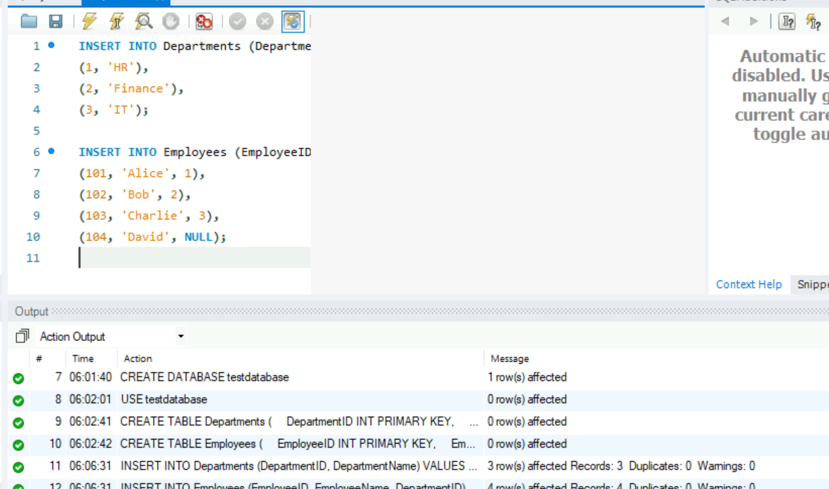 1 INSERT INTO Departments (Departme
2 (1, 'HR'),
3 (2, 'Finance'),
4 (3, 'IT');
5
6 INSERT INTO Employees (EmployeeID
7 (101, 'Alice', 1),
8 (102, 'Bob', 2),
9 (103, 'Charlie', 3),
10 (104, 'David', NULL);
11
Automatic
disabled. Us
manually g
current care
toggle au
Context Help Snippe
Output
Action Output
# Time Action Message
7 06:01:40 CREATE DATABASE testdatabase 1 row(s) affected
8 06:02:01 USE testdatabase 0 row(s) affected
9 06:02:41 CREATE TABLE Departments ( DepartmentID INT PRIMARY KEY, ... 0 row(s) affected
10 06:02:42 CREATE TABLE Employees ( EmployeeID INT PRIMARY KEY, Em... 0 row(s) affected
11 06:06:31 INSERT INTO Departments (DepartmentID, DepartmentName) VALUES ... 3 row(s) affected Records: 3 Duplicates: 0 Warnings: 0
12 06:06:31 INSERT INTO Employees (EmployeeID, EmployeeName, DepartmentID) 4 row(s) affected Records: 4 Duplicates: 0 Warnings: 0